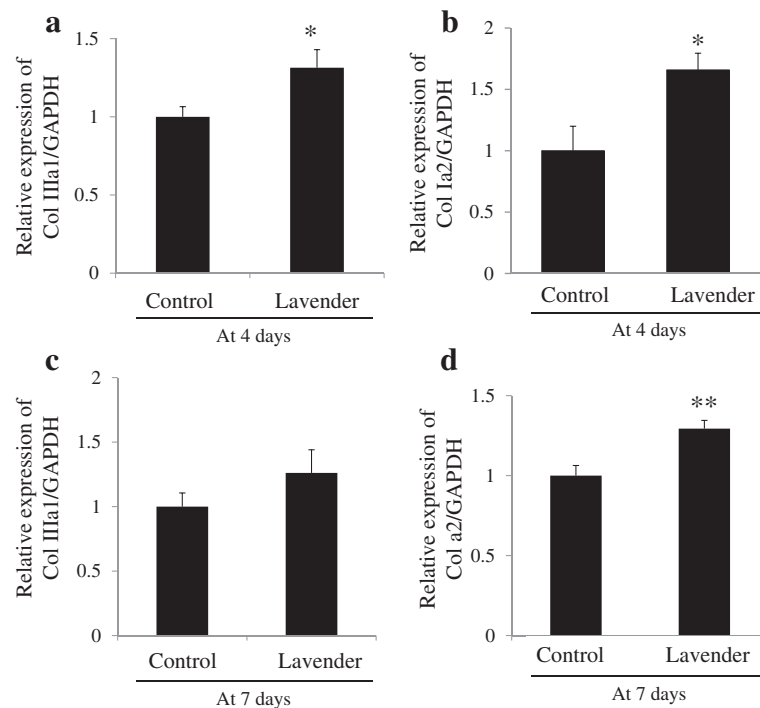 a
Relative expression of
Col IIIa1/GAPDH
1.5
1
0.5
0
*
Control Lavender
At 4 days
b
Relative expression of
Col Ia2/GAPDH
2
1.5
1
0.5
0
*
Control Lavender
At 4 days
c
Relative expression of
Col IIIa1/GAPDH
2
1.5
1
0.5
0
Control Lavender
At 7 days
d
Relative expression of
Col a2/GAPDH
1.5
1
0.5
0
**
Control Lavender
At 7 days